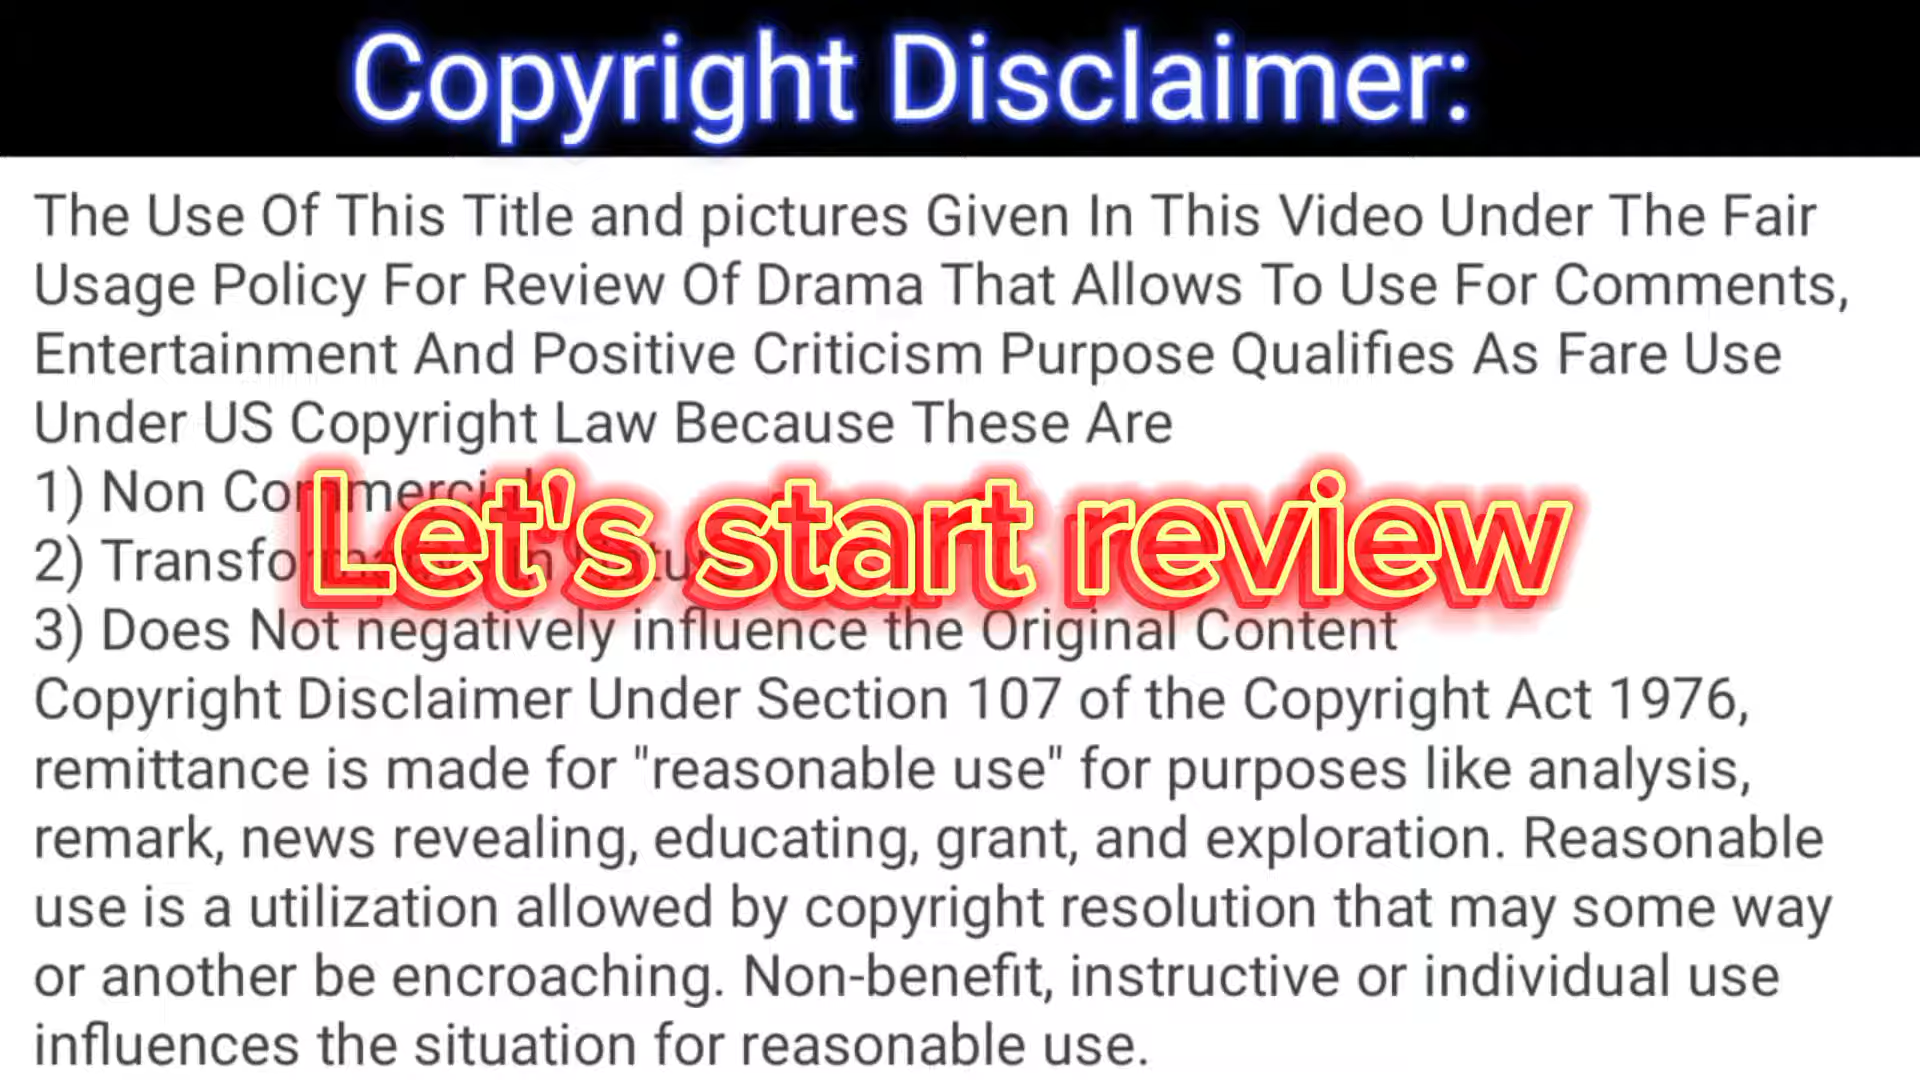 Copyright Disclaimer:
The Use Of This Title and pictures Given In This Video Under The Fair
Usage Policy For Review Of Drama That Allows To Use For Comments,
Entertainment And Positive Criticism Purpose Qualifies As Fare Use
Under US Copyright Law Because These Are
1) Non Commercial
Let's start review
2) Transformative In Nature
3) Does Not negatively influence the Original Content
Copyright Disclaimer Under Section 107 of the Copyright Act 1976,
remittance is made for "reasonable use" for purposes like analysis,
remark, news revealing, educating, grant, and exploration. Reasonable
use is a utilization allowed by copyright resolution that may some way
or another be encroaching. Non-benefit, instructive or individual use
influences the situation for reasonable use.